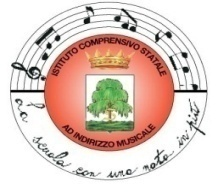 ISTITUTO COMPRENSIVO STATALE
AD INDIRIZZO MUSICALE
la scuola con una nota in più